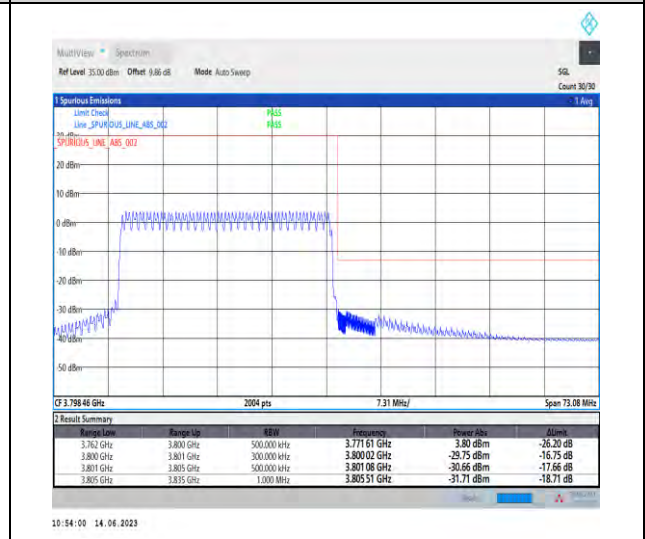 MultiView Spectrum
Ref Level 35.00 dBm Offset 9.86 dB Mode Auto Sweep SGL
Count 30/30
1 Spurious Emissions 1 Avg
Limit Check PASS
Line _SPURIOUS_LINE_ABS_002 PASS
30 dBm
_SPURIOUS_LINE_ABS_002
20 dBm
10 dBm
0 dBm
-10 dBm
-20 dBm
-30 dBm
-40 dBm
-50 dBm
CF 3.798 46 GHz 2004 pts 7.31 MHz/ Span 73.08 MHz
2 Result Summary
Range Low Range Up RBW Frequency Power Abs ΔLimit
3.762 GHz 3.800 GHz 500.000 kHz 3.771 61 GHz 3.80 dBm -26.20 dB
3.800 GHz 3.801 GHz 300.000 kHz 3.800 02 GHz -29.75 dBm -16.75 dB
3.801 GHz 3.805 GHz 500.000 kHz 3.801 08 GHz -30.66 dBm -17.66 dB
3.805 GHz 3.835 GHz 1.000 MHz 3.805 51 GHz -31.71 dBm -18.71 dB
10:54:00 14.06.2023